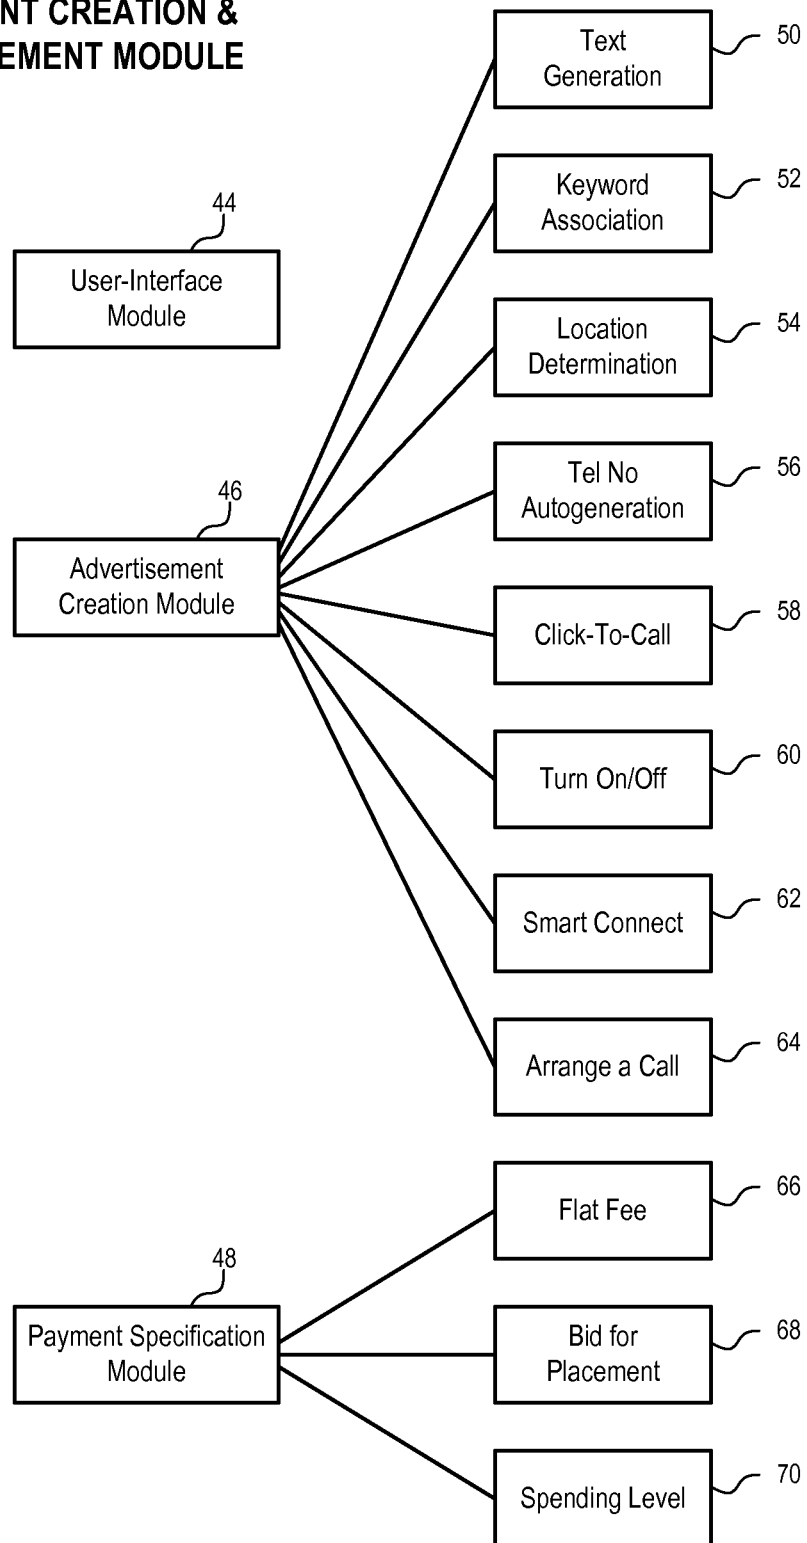 NT CREATION &
EMENT MODULE
50
Text
Generation
52
Keyword
Association
44
User-Interface
Module
54
Location
Determination
56
Tel No
Autogeneration
46
Advertisement
Creation Module
58
Click-To-Call
60
Turn On/Off
62
Smart Connect
64
Arrange a Call
66
Flat Fee
48
Payment Specification
Module
68
Bid for
Placement
70
Spending Level